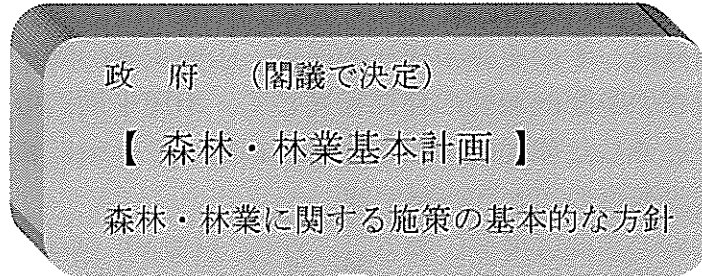 政　府　（閣議で決定）
【 森林・林業基本計画 】
森林・林業に関する施策の基本的な方針